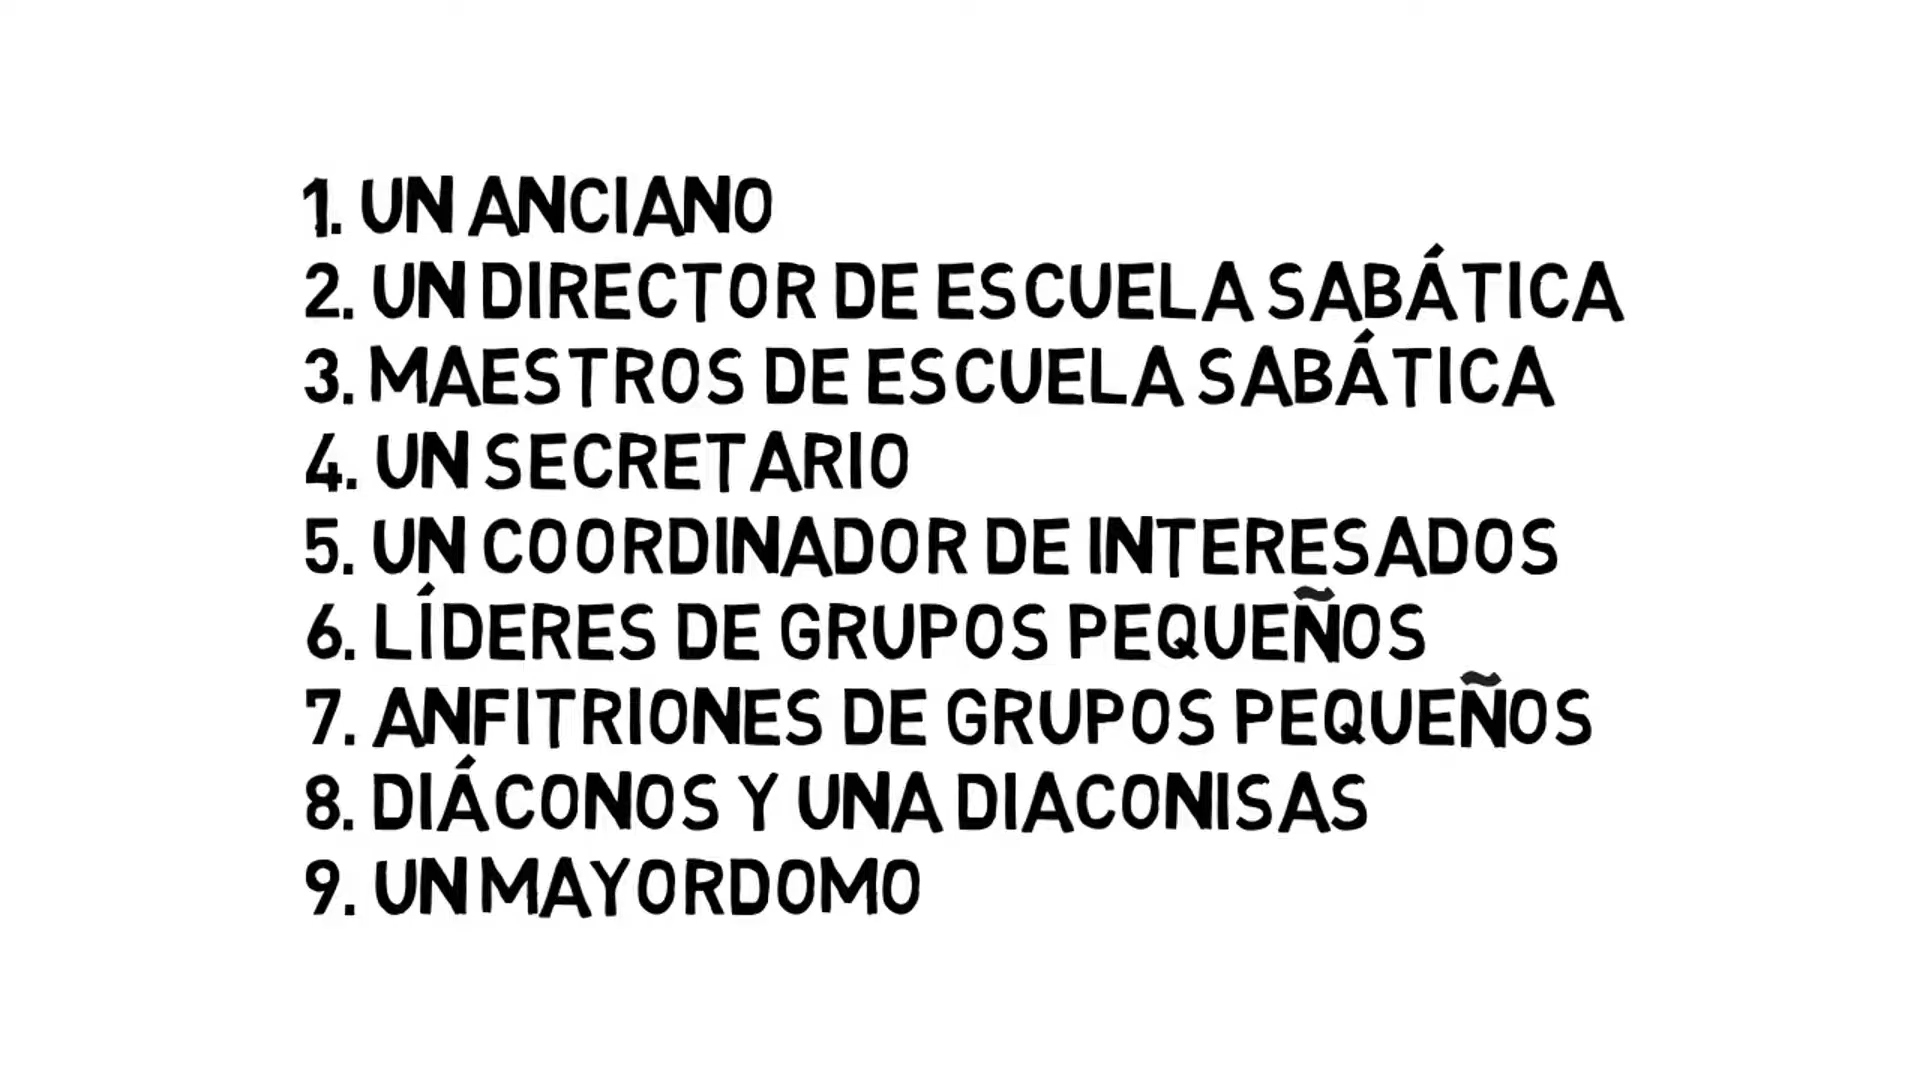 1. UN ANCIANO
2. UN DIRECTOR DE ESCUELA SABÁTICA
3. MAESTROS DE ESCUELA SABÁTICA
4. UN SECRETARIO
5. UN COORDINADOR DE INTERESADOS
6. LÍDERES DE GRUPOS PEQUEÑOS
7. ANFITRIONES DE GRUPOS PEQUEÑOS
8. DIÁCONOS Y UNA DIACONISAS
9. UN MAYORDOMO